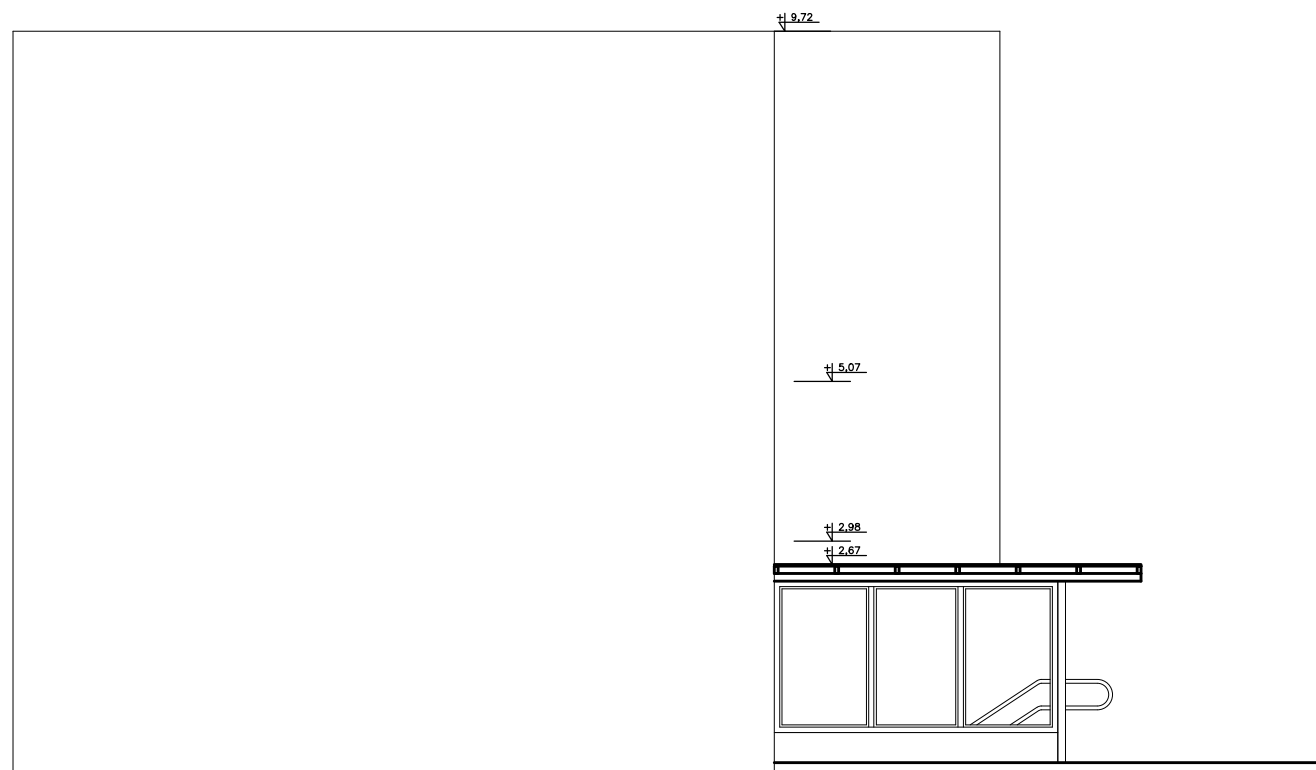 + 9,72
+ 5,07
+ 2,98
+ 2,67